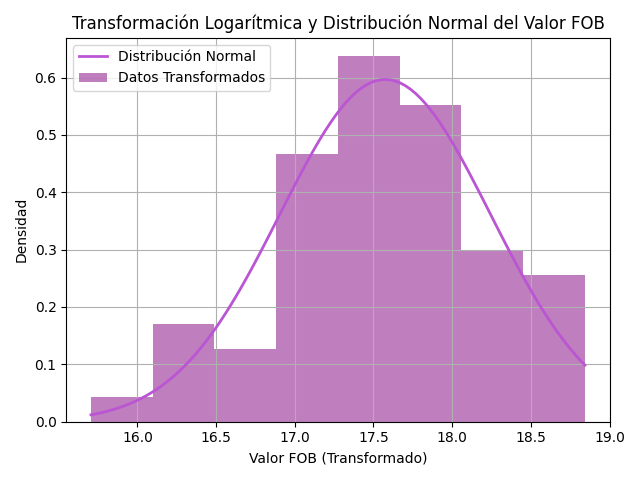 Transformación Logarítmica y Distribución Normal del Valor FOB
Distribución Normal
Datos Transformados
Densidad
0.6
0.5
0.4
0.3
0.2
0.1
0.0
16.0 16.5 17.0 17.5 18.0 18.5 19.0
Valor FOB (Transformado)